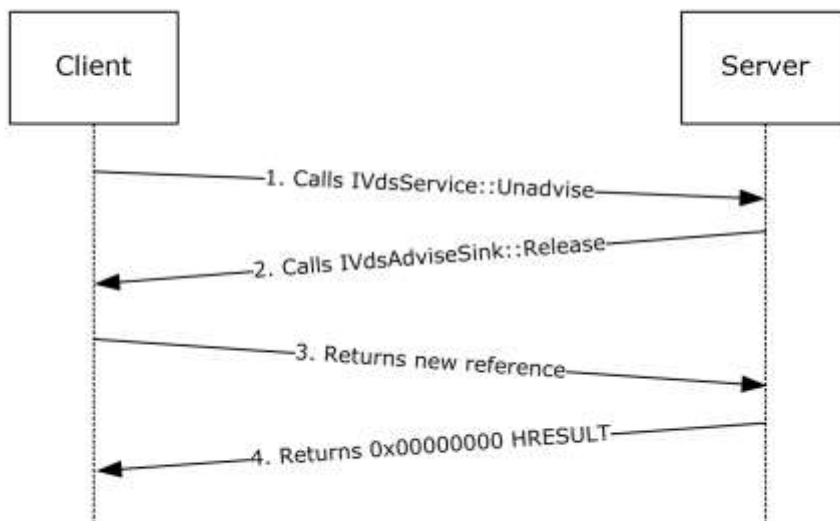 Client
Server
1. Calls IVdsService::Unadvise
2. Calls IVdsAdviseSink::Release
3. Returns new reference
4. Returns 0x00000000 HRESULT